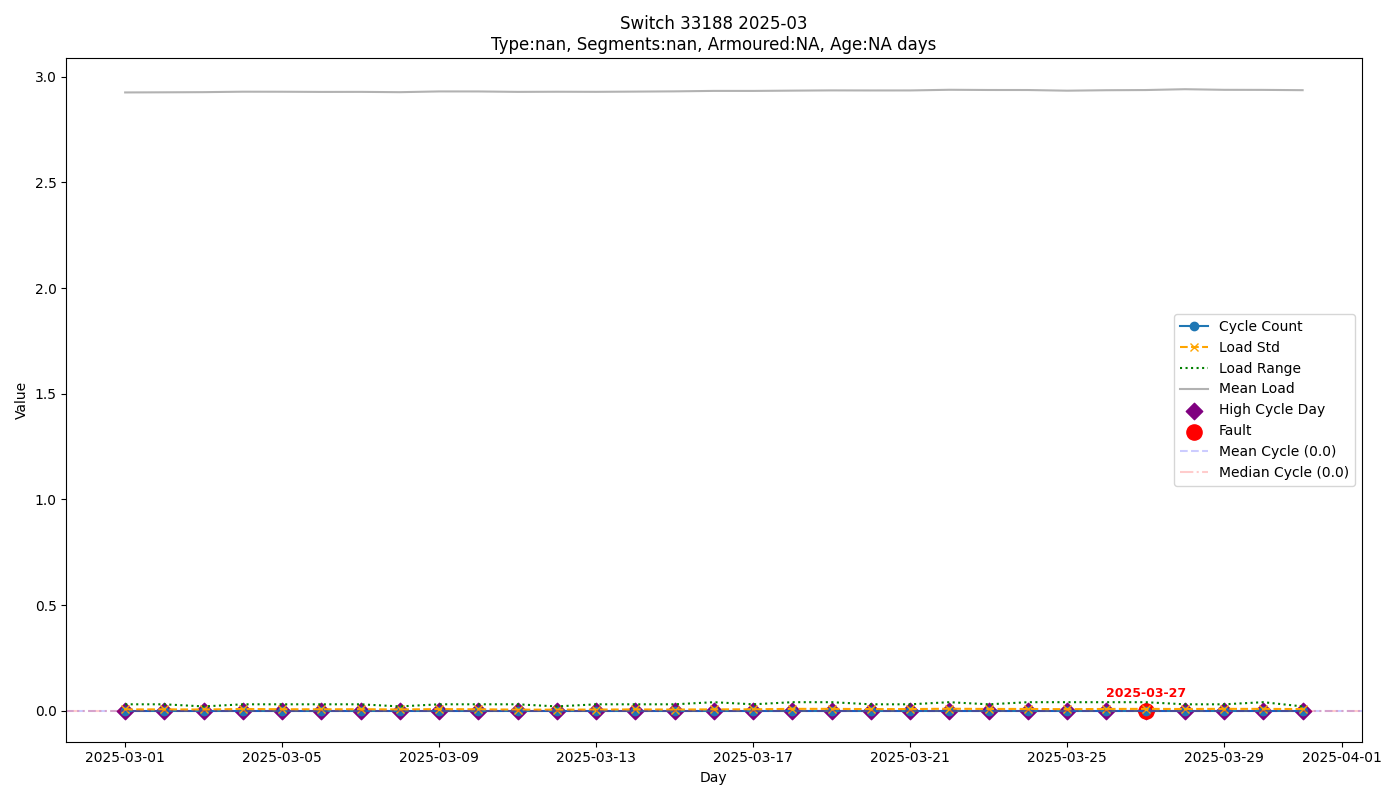 Switch 33188 2025-03
Type:nan, Segments:nan, Armoured:NA, Age:NA days
Value
3.0
2.5
2.0
1.5
1.0
0.5
0.0
Cycle Count
Load Std
Load Range
Mean Load
High Cycle Day
Fault
Mean Cycle (0.0)
Median Cycle (0.0)
2025-03-27
2025-03-01 2025-03-05 2025-03-09 2025-03-13 2025-03-17 2025-03-21 2025-03-25 2025-03-29 2025-04-01
Day